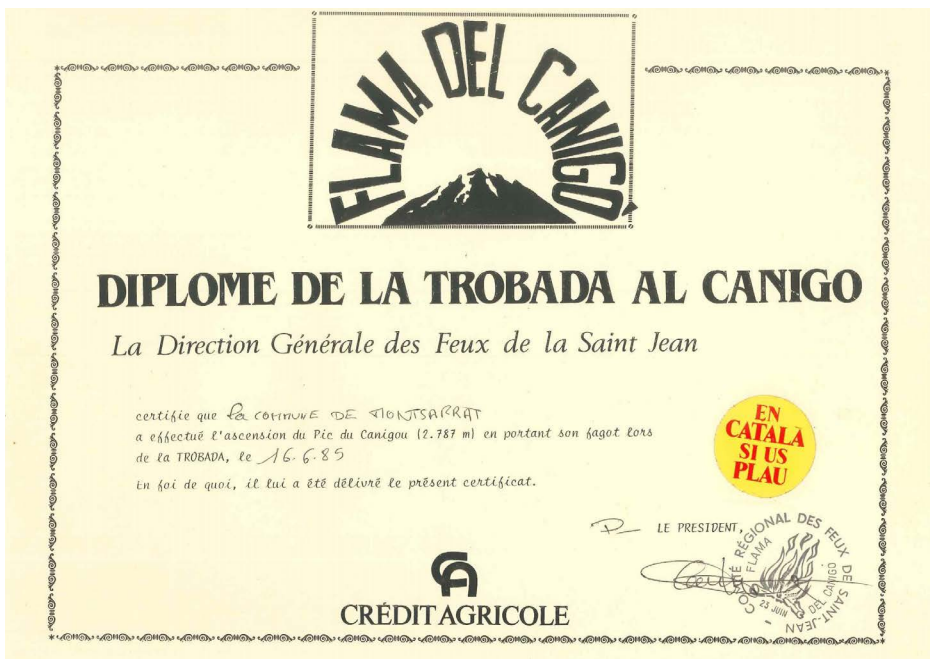 FLAMA DEL CANIGÓ
DIPLOME DE LA TROBADA AL CANIGO
La Direction Générale des Feux de la Saint Jean
certifie que La COMMUNE DE MONTSARRAT
a effectué l'ascension du Pic du Canigou (2.787 m) en portant son fagot lors
de la TROBADA, le 16.6.85
En foi de quoi, il lui a été délivré le présent certificat.
EN
CATALÀ
SI US
PLAU
P_ LE PRESIDENT,
COMITÉ RÉGIONAL DES FEUX DE SAINT-JEAN
FLAMA DEL CANIGÓ
23 JUIN
CA
CRÉDIT AGRICOLE